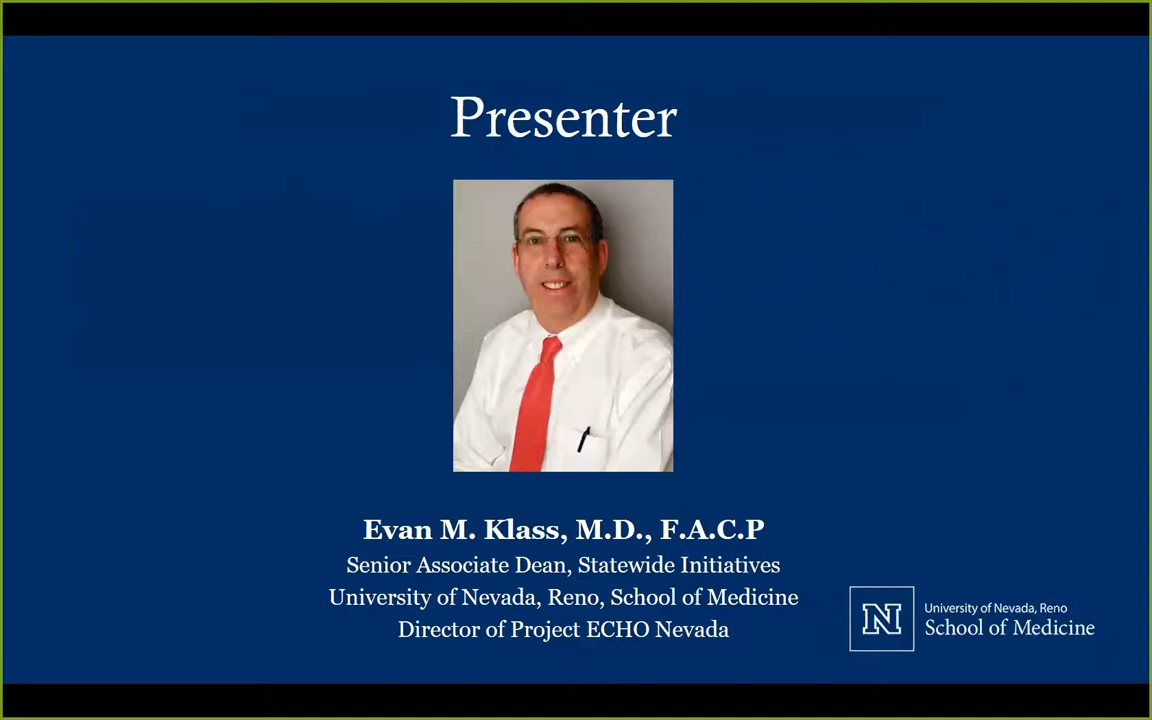 Presenter
Evan M. Klass, M.D., F.A.C.P
Senior Associate Dean, Statewide Initiatives
University of Nevada, Reno, School of Medicine
Director of Project ECHO Nevada
N
University of Nevada, Reno
School of Medicine